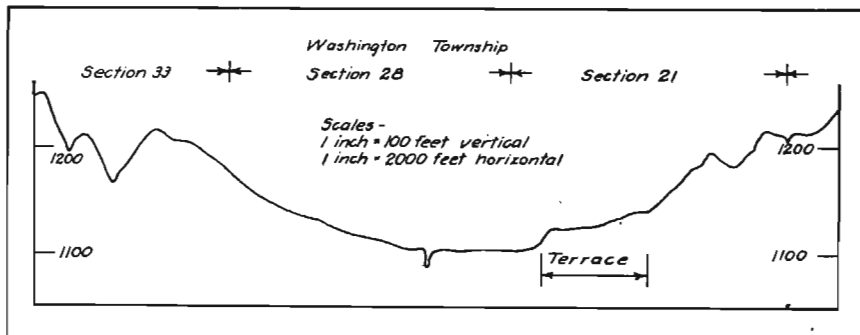 Washington Township
Section 33
Section 28
Section 21
Scales -
1 inch = 100 feet vertical
1 inch = 2000 feet horizontal
1200
1200
1100
1100
Terrace